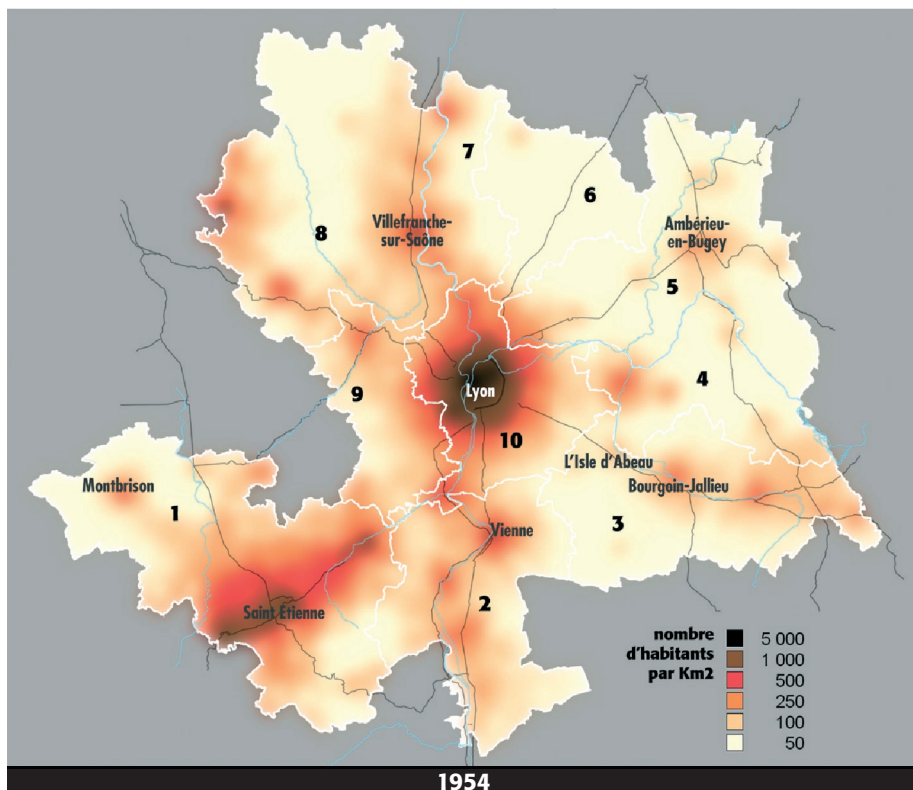 7
6
Villefranche-
sur-Saône
8
Ambérieu-
en-Bugey
5
4
Lyon
9
10
L'Isle d'Abeau
Bourgoin-Jallieu
Montbrison
1
3
Vienne
2
Saint Étienne
nombre
d'habitants
par Km2
5 000
1 000
500
250
100
50
1954